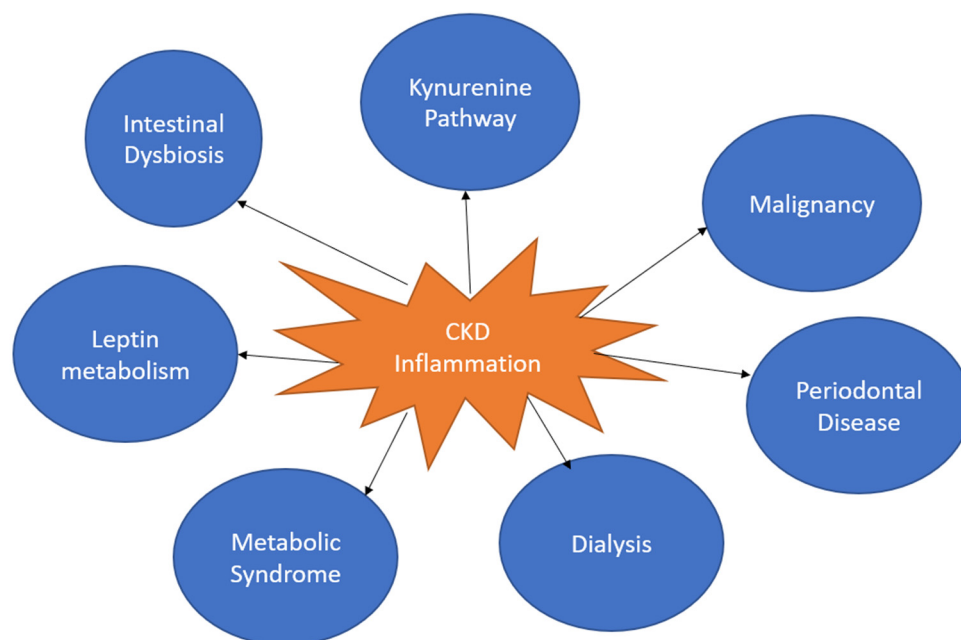 Kynurenine
Pathway
Intestinal
Dysbiosis
Malignancy
CKD
Inflammation
Leptin
metabolism
Periodontal
Disease
Metabolic
Syndrome
Dialysis